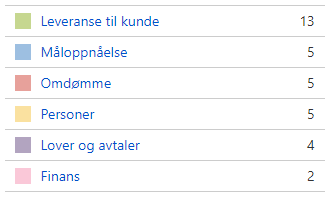 Leveranse til kunde 13
Måloppnåelse 5
Omdømme 5
Personer 5
Lover og avtaler 4
Finans 2